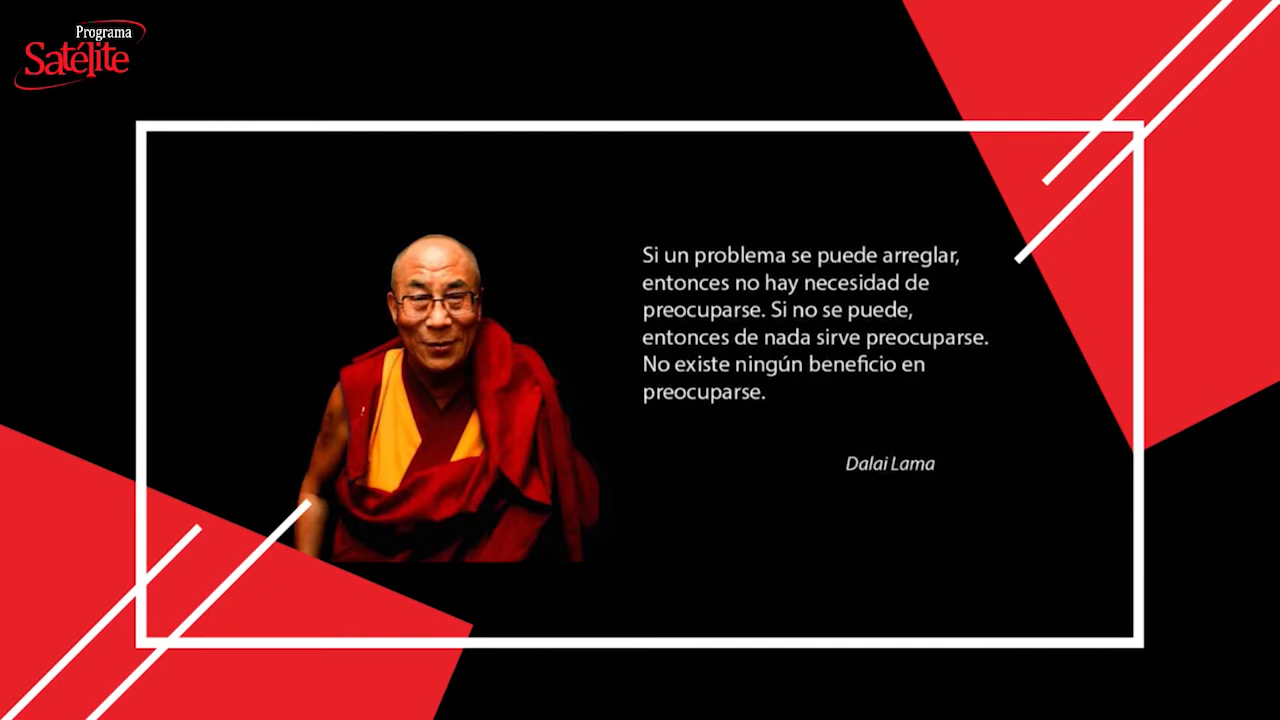 Programa
Satélite
Si un problema se puede arreglar,
entonces no hay necesidad de
preocuparse. Si no se puede,
entonces de nada sirve preocuparse.
No existe ningún beneficio en
preocuparse.
Dalai Lama